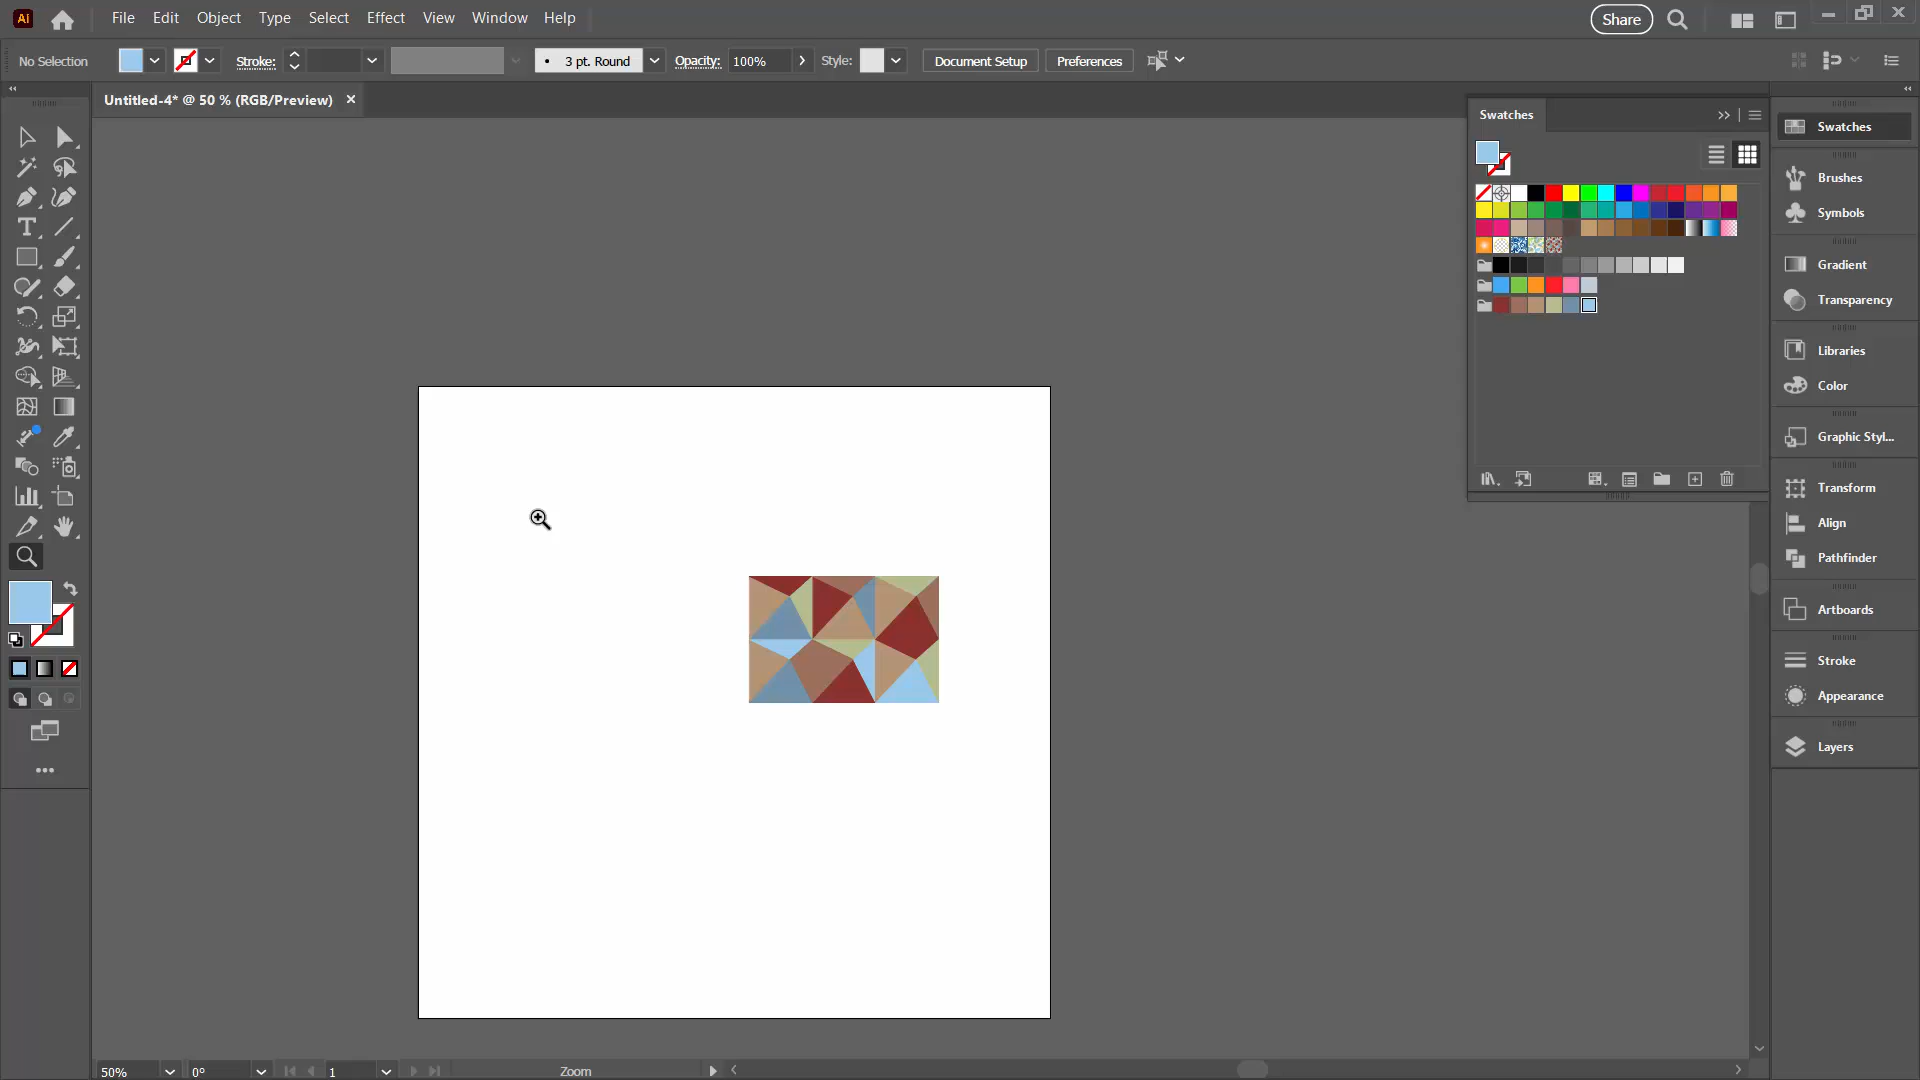 Ai File Edit Object Type Select Effect View Window Help Share
No Selection Stroke: 3 pt. Round Opacity: 100% Style: Document Setup Preferences
Untitled-4* @ 50 % (RGB/Preview)
Swatches
Swatches
Brushes
Symbols
Gradient
Transparency
Libraries
Color
Graphic Styl...
Transform
Align
Pathfinder
Artboards
Stroke
Appearance
Layers
50% 0° 1 Zoom